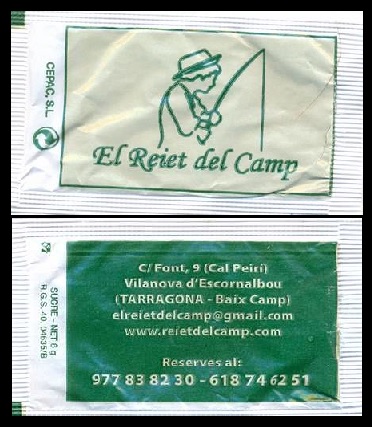 CEPAC, S.L.
El Reiet del Camp
SUCRE - NET 6 g
C/ Font, 9 (Cal Peirí)
Vilanova d'Escornalbou
(TARRAGONA - Baix Camp)
elreietdelcamp@gmail.com
www.reietdelcamp.com
Reserves al:
977 83 82 30 - 618 74 62 51